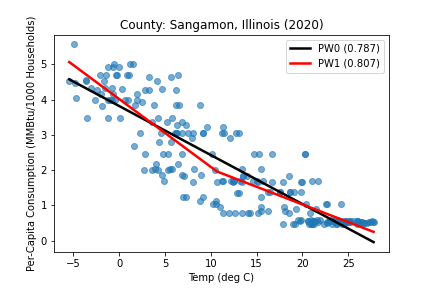 County: Sangamon, Illinois (2020)
PW0 (0.787)
PW1 (0.807)
Per-Capita Consumption (MMBtu/1000 Households)
5
4
3
2
1
0
−5
0
5
10
15
20
25
Temp (deg C)